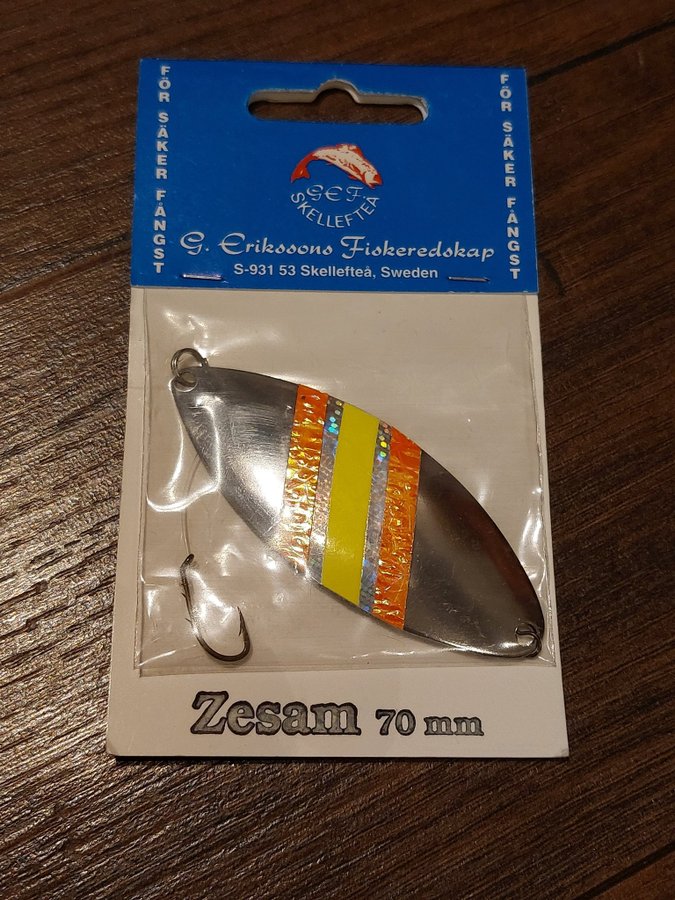 FÖR SÄKER FÅNGST
GEF
SKELLEFTEÅ
G. Erikssons Fiskeredskap
S-931 53 Skellefteå, Sweden
FÖR SÄKER FÅNGST
Zesam 70 mm